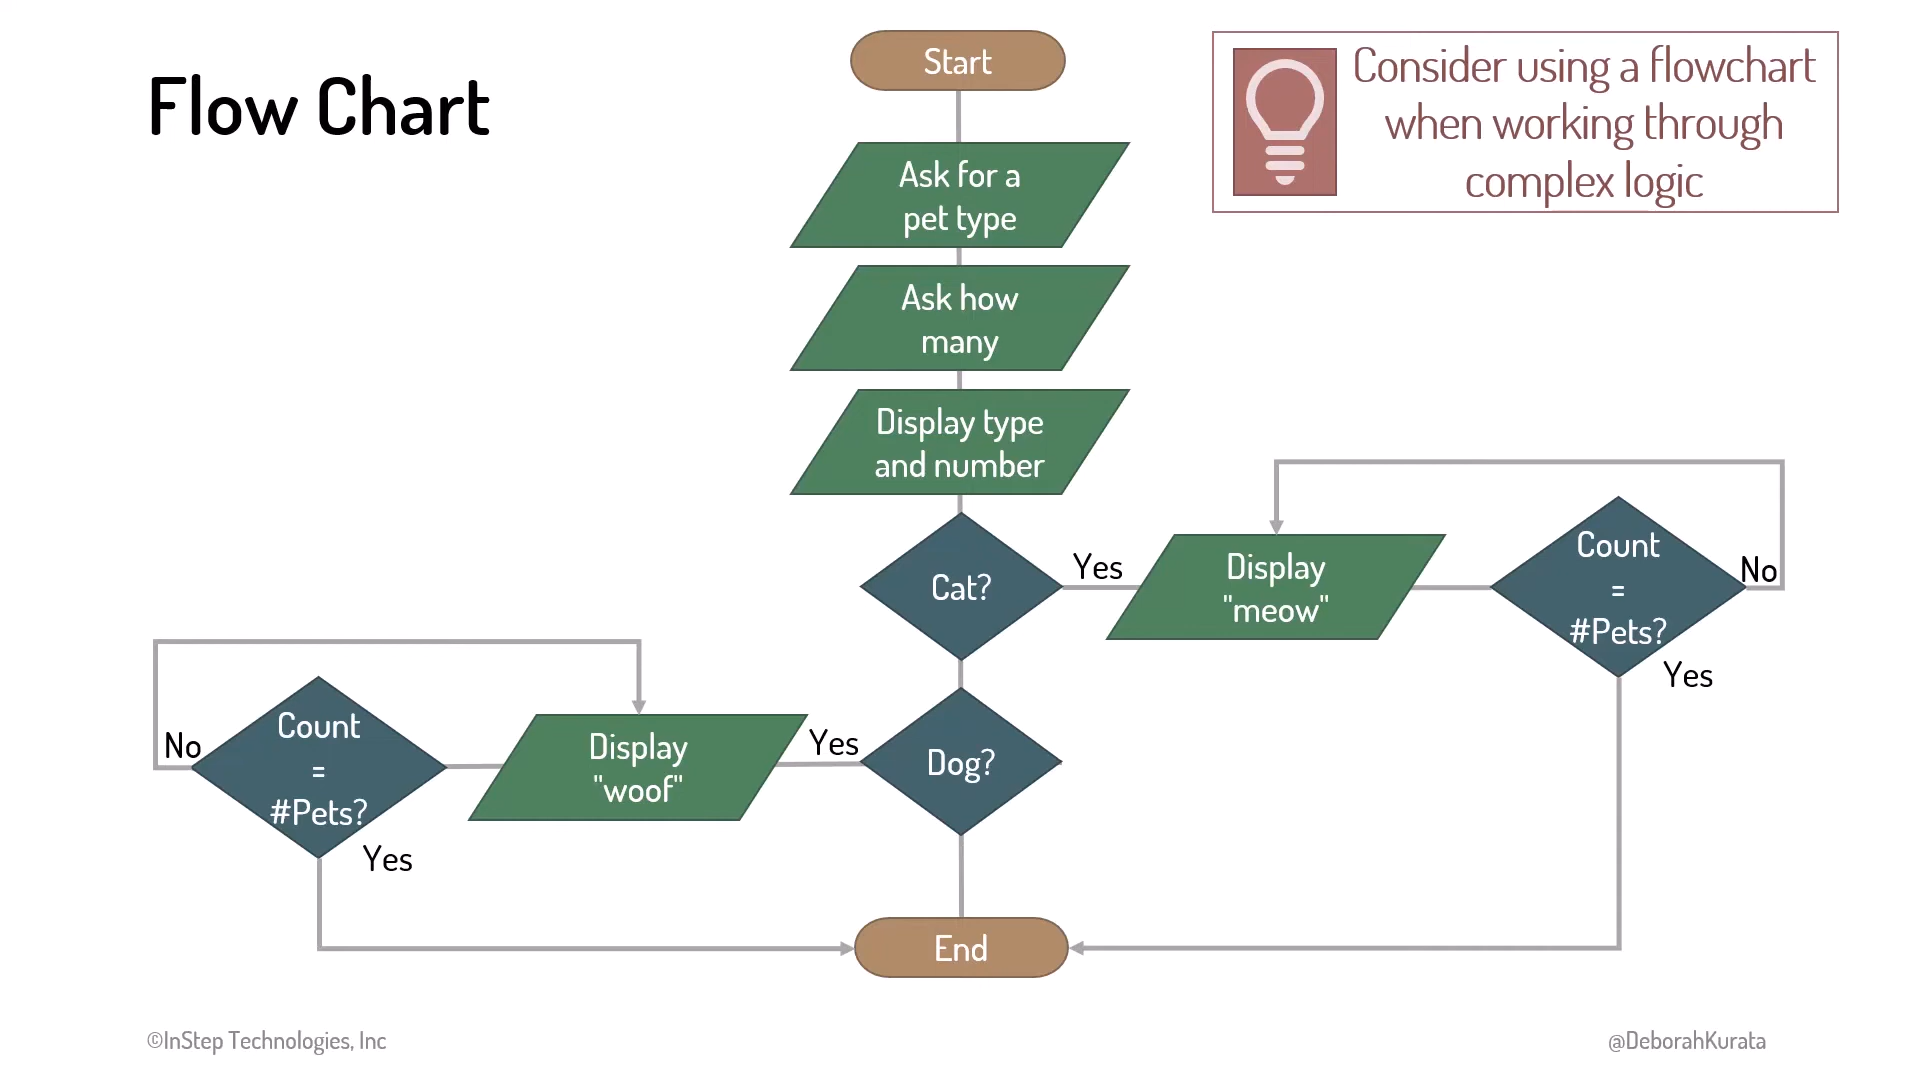 Flow Chart
Start
Consider using a flowchart
when working through
complex logic
Ask for a
pet type
Ask how
many
Display type
and number
Cat?
Yes
Display
"meow"
Count
=
#Pets?
No
Yes
Dog?
Yes
Display
"woof"
Count
=
#Pets?
No
Yes
End
©InStep Technologies, Inc
@DeborahKurata